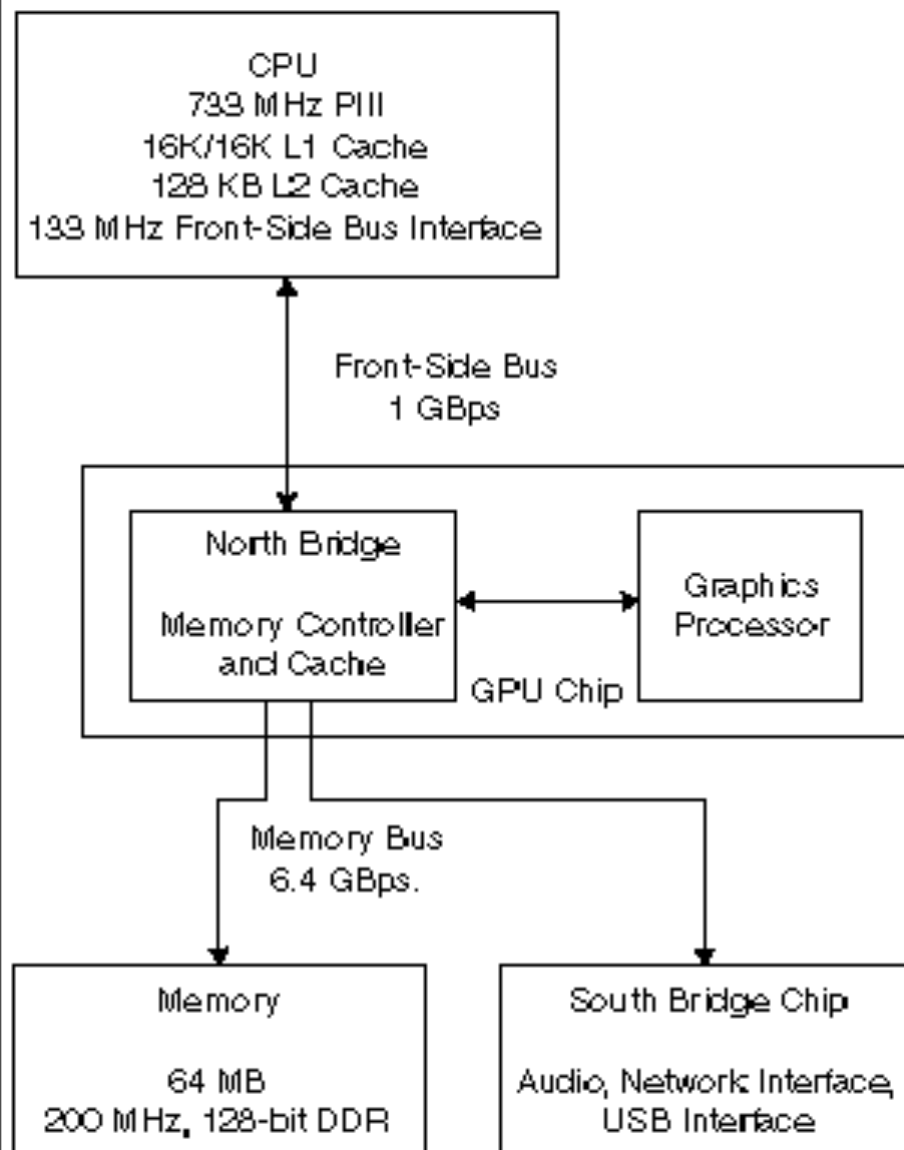 CPU
733 MHz PIII
16K/16K L1 Cache
128 KB L2 Cache
133 MHz Front-Side Bus Interface
Front-Side Bus
1 GBps
North Bridge
Memory Controller
and Cache
Graphics
Processor
GPU Chip
Memory Bus
6.4 GBps.
Memory
64 MB
200 MHz, 128-bit DDR
South Bridge Chip
Audio, Network Interface,
USB Interface